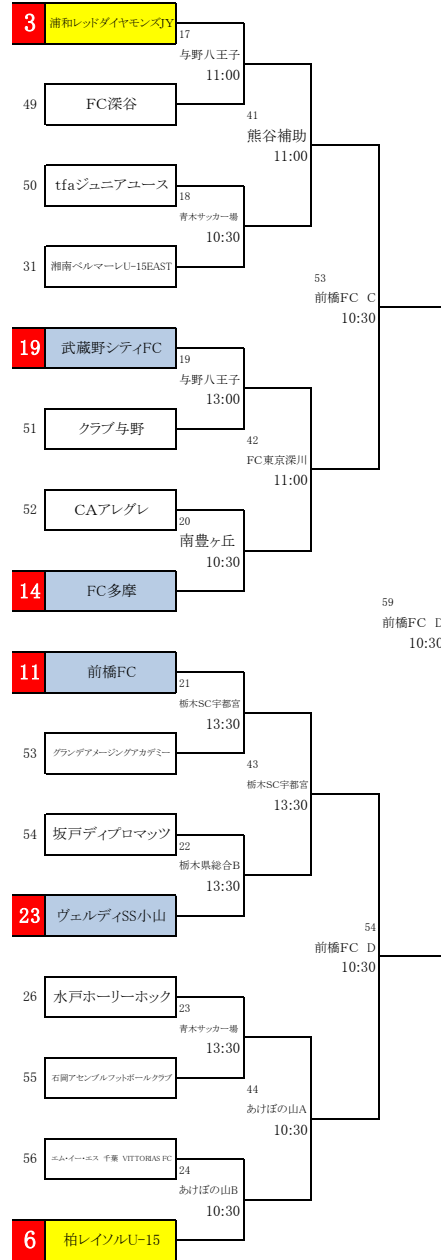 3 浦和レッドダイヤモンズJY
17
与野八王子
11:00
49 FC深谷
41
熊谷補助
11:00
50 tfaジュニアユース
18
青木サッカー場
10:30
31 湘南ベルマーレU-15EAST
53
前橋FC C
10:30
19 武蔵野シティFC
19
与野八王子
13:00
51 クラブ与野
42
FC東京深川
11:00
52 CAアレグレ
20
南豊ヶ丘
10:30
14 FC多摩
59
前橋FC D
10:30
11 前橋FC
21
栃木SC宇都宮
13:30
53 グランデアメージングアカデミー
43
栃木SC宇都宮
13:30
54 坂戸ディプロマッツ
22
栃木県総合B
13:30
23 ヴェルディSS小山
54
前橋FC D
10:30
26 水戸ホーリーホック
23
青木サッカー場
13:30
55 石岡アセンブルフットボールクラブ
44
あけぼの山A
10:30
56 エム・イー・エス 千葉 VITTORIAS FC
24
あけぼの山B
10:30
6 柏レイソルU-15